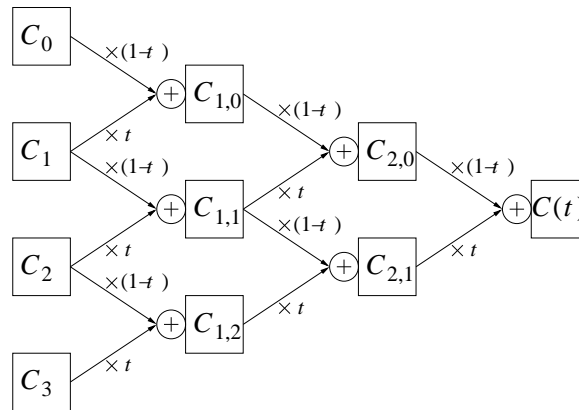 C₀
×(1–t )
+
C₁,₀
×(1–t )
C₁
× t
×(1–t )
+
C₂,₀
×(1–t )
+
C₁,₁
× t
+
C(t)
× t
×(1–t )
C₂
×(1–t )
+
C₂,₁
× t
+
C₁,₂
× t
C₃
× t